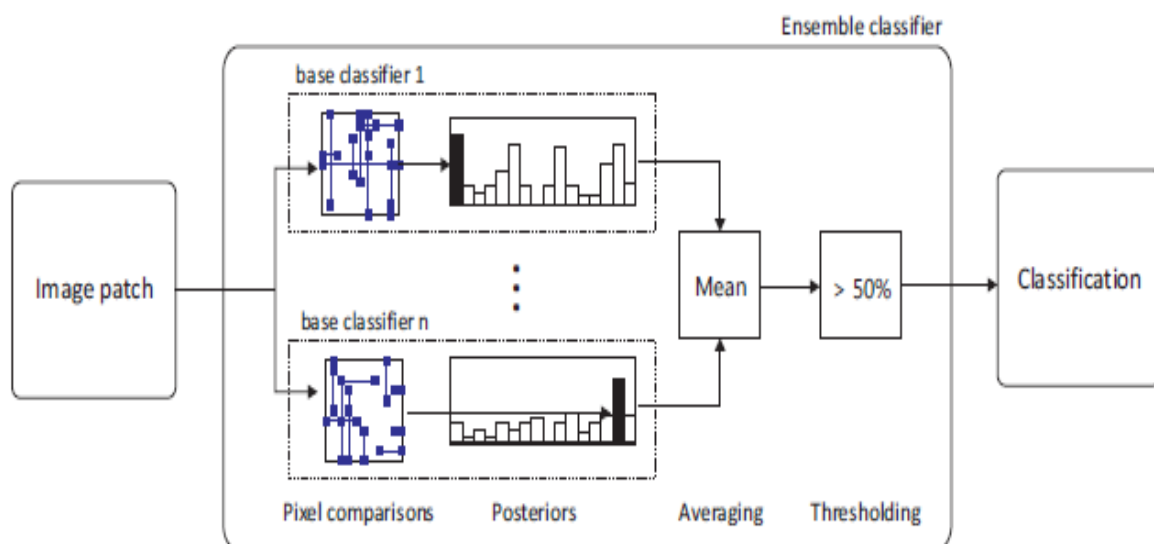 Ensemble classifier
base classifier 1
Image patch
Mean
> 50%
Classification
base classifier n
Pixel comparisons
Posteriors
Averaging
Thresholding